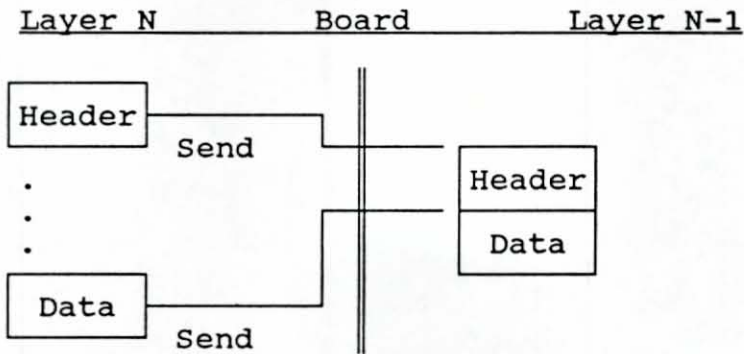 Layer N Board Layer N-1
Header
Send
Header
Data
Data
Send